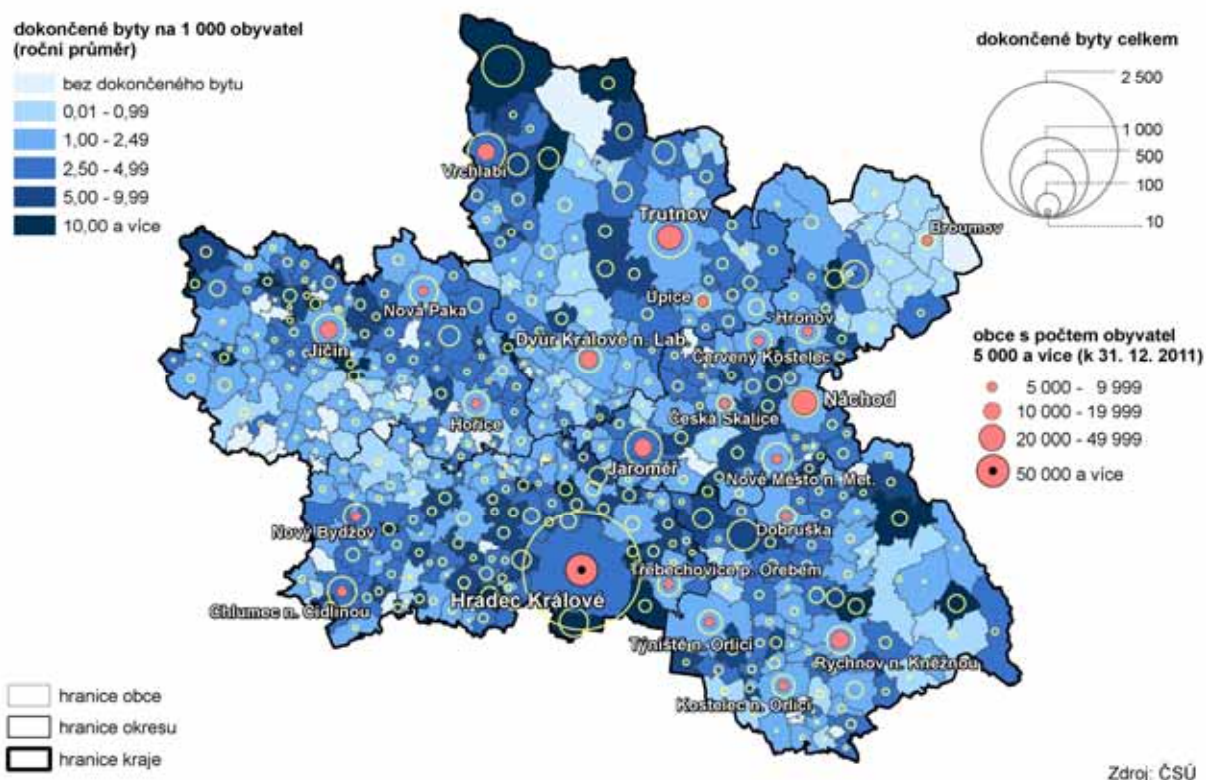 dokončené byty na 1 000 obyvatel
(roční průměr)
bez dokončeného bytu
0,01 - 0,99
1,00 - 2,49
2,50 - 4,99
5,00 - 9,99
10,00 a více
dokončené byty celkem
2 500
1 000
500
100
10
obce s počtem obyvatel
5 000 a více (k 31. 12. 2011)
5 000 - 9 999
10 000 - 19 999
20 000 - 49 999
50 000 a více
Vrchlabí
Trutnov
Broumov
Úpice
Nová Paka
Hronov
Jičín
Dvůr Králové n. Lab.
Červený Kostelec
Náchod
Česká Skalice
Hořice
Jaroměř
Nové Město n. Met.
Nový Bydžov
Dobruška
Třebechovice p. Orebem
Hradec Králové
Chlumec n. Cidlinou
Týniště n. Orlicí
Rychnov n. Kněžnou
Kostelec n. Orlicí
hranice obce
hranice okresu
hranice kraje
Zdroj: ČSÚ